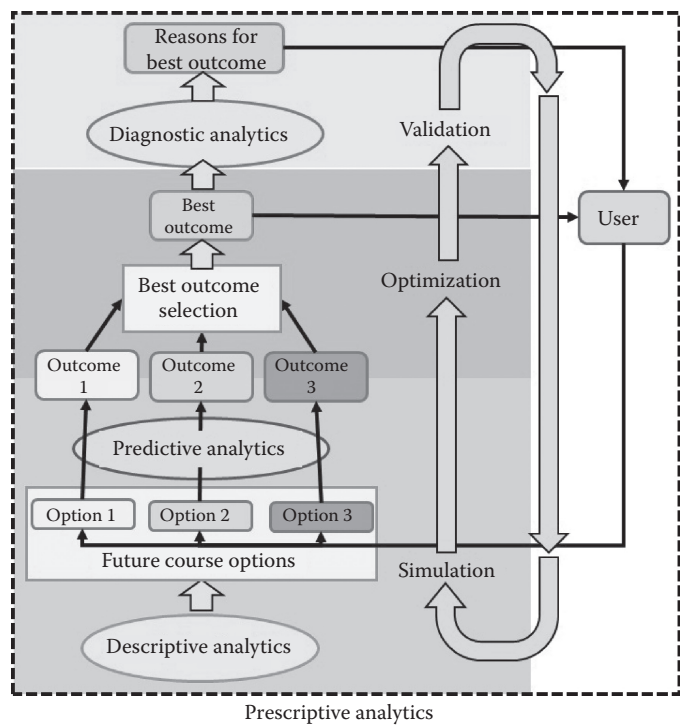 Reasons for
best outcome
Diagnostic analytics
Validation
Best
outcome
User
Best outcome
selection
Optimization
Outcome
1
Outcome
2
Outcome
3
Predictive analytics
Option 1
Option 2
Option 3
Future course options
Simulation
Descriptive analytics
Prescriptive analytics